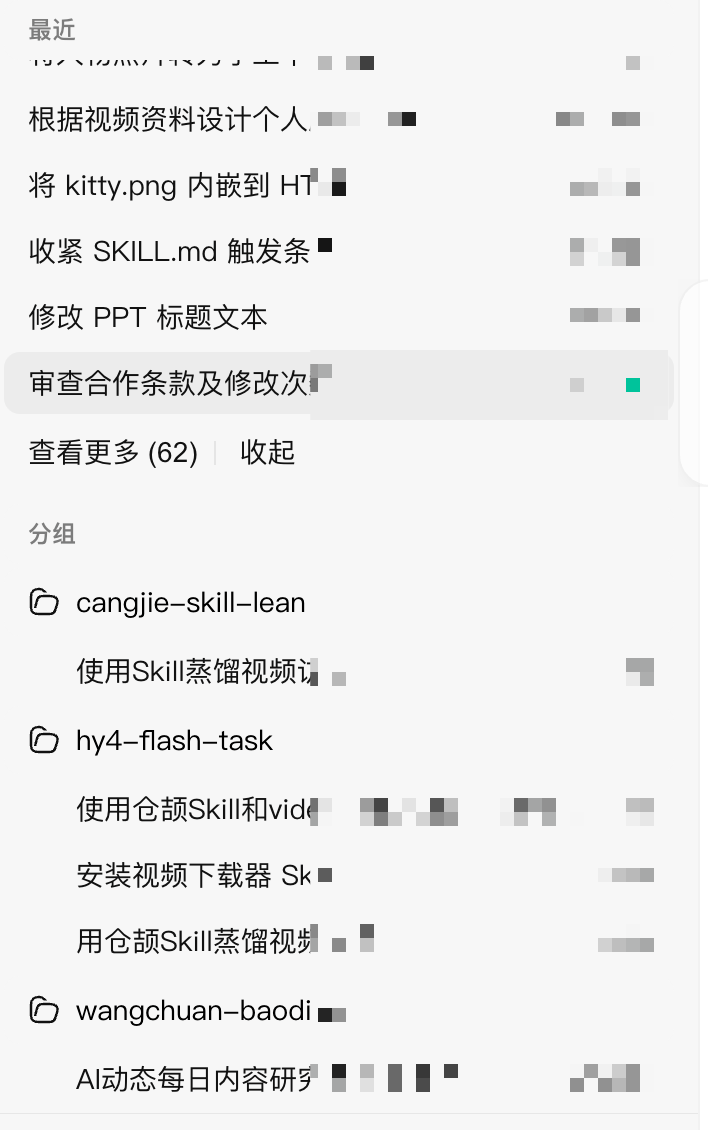 最近
根据视频资料设计个人
将 kitty.png 内嵌到 HT
收紧 SKILL.md 触发条
修改 PPT 标题文本
审查合作条款及修改次
查看更多 (62) 收起
分组
cangjie-skill-lean
使用Skill蒸馏视频
hy4-flash-task
使用仓颉Skill和vide
安装视频下载器 Sk
用仓颉Skill蒸馏视频
wangchuan-baodi
AI动态每日内容研究